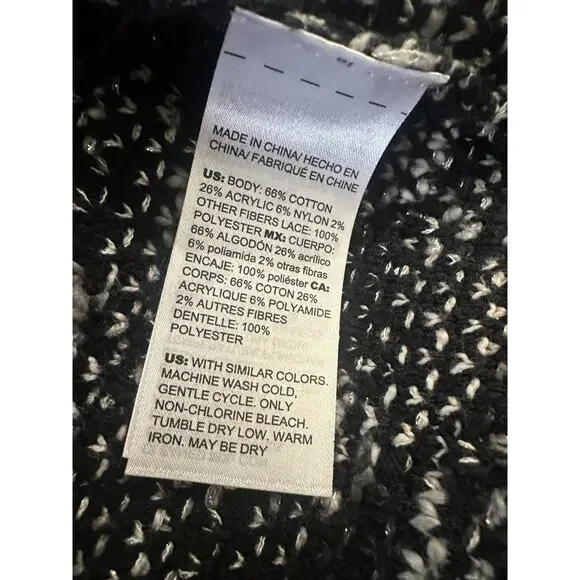 MADE IN CHINA/ HECHO EN
CHINA/ FABRIQUÉ EN CHINE
US: BODY: 66% COTTON
26% ACRYLIC 6% NYLON 2%
OTHER FIBERS LACE: 100%
POLYESTER MX: CUERPO:
66% ALGODÓN 26% acrílico
6% poliamida 2% otras fibras
ENCAJE: 100% poliéster CA:
CORPS: 66% COTON 26%
ACRYLIQUE 6% POLYAMIDE
2% AUTRES FIBRES
DENTELLE: 100%
POLYESTER
US: WITH SIMILAR COLORS.
MACHINE WASH COLD,
GENTLE CYCLE. ONLY
NON-CHLORINE BLEACH.
TUMBLE DRY LOW. WARM
IRON. MAY BE DRY